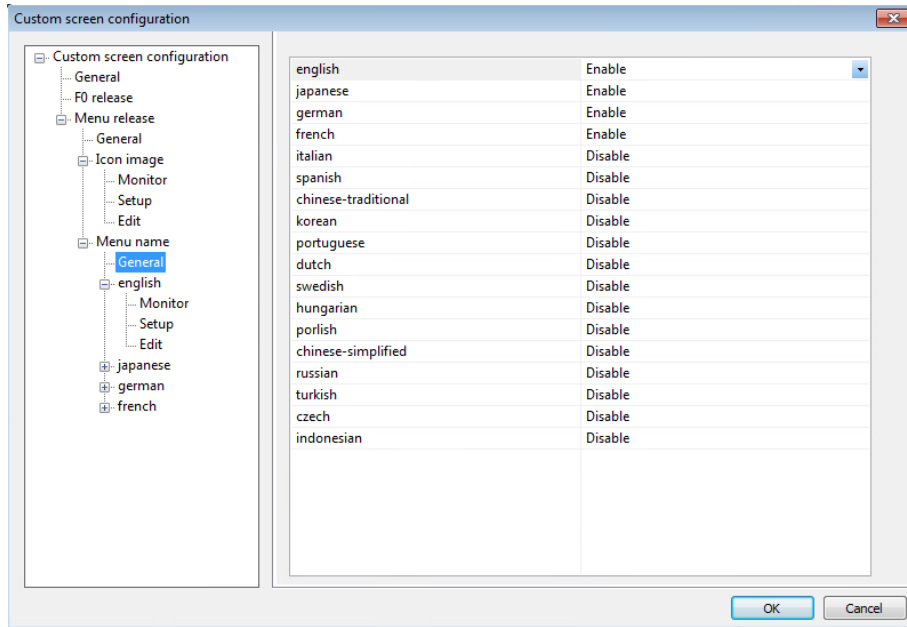 Custom screen configuration
Custom screen configuration
General
F0 release
Menu release
General
Icon image
Monitor
Setup
Edit
Menu name
General
english
Monitor
Setup
Edit
japanese
german
french
english Enable
japanese Enable
german Enable
french Enable
italian Disable
spanish Disable
chinese-traditional Disable
korean Disable
portuguese Disable
dutch Disable
swedish Disable
hungarian Disable
porlish Disable
chinese-simplified Disable
russian Disable
turkish Disable
czech Disable
indonesian Disable
OK Cancel